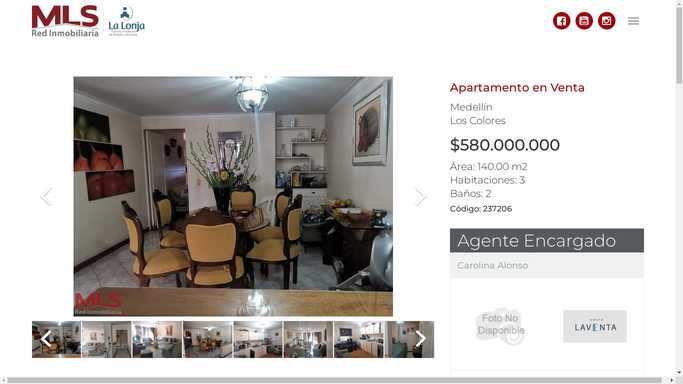 MLS
Red Inmobiliaria
La Lonja
Apartamento en Venta
Medellín
Los Colores
$580.000.000
Área: 140.00 m2
Habitaciones: 3
Baños: 2
Código: 237206
MLS
Red Inmobiliaria
Agente Encargado
Carolina Alonso
Foto No
Disponible
LAVENTA